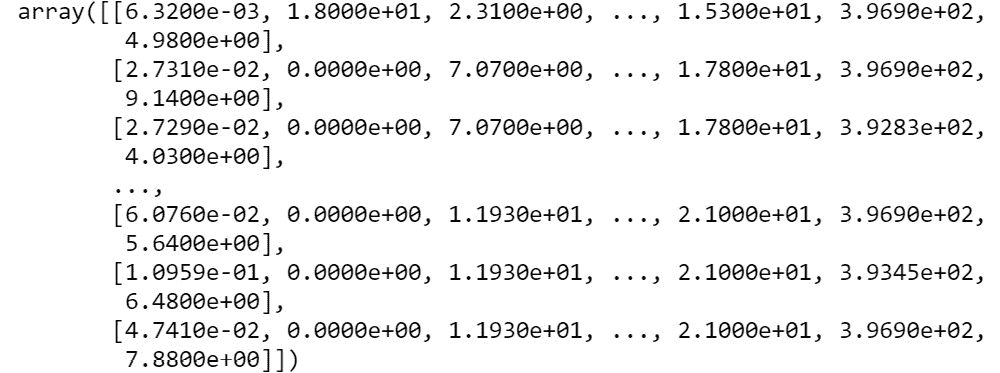 array([[6.3200e-03, 1.8000e+01, 2.3100e+00, ..., 1.5300e+01, 3.9690e+02,
4.9800e+00],
[2.7310e-02, 0.0000e+00, 7.0700e+00, ..., 1.7800e+01, 3.9690e+02,
9.1400e+00],
[2.7290e-02, 0.0000e+00, 7.0700e+00, ..., 1.7800e+01, 3.9283e+02,
4.0300e+00],
...,
[6.0760e-02, 0.0000e+00, 1.1930e+01, ..., 2.1000e+01, 3.9690e+02,
5.6400e+00],
[1.0959e-01, 0.0000e+00, 1.1930e+01, ..., 2.1000e+01, 3.9345e+02,
6.4800e+00],
[4.7410e-02, 0.0000e+00, 1.1930e+01, ..., 2.1000e+01, 3.9690e+02,
7.8800e+00]])